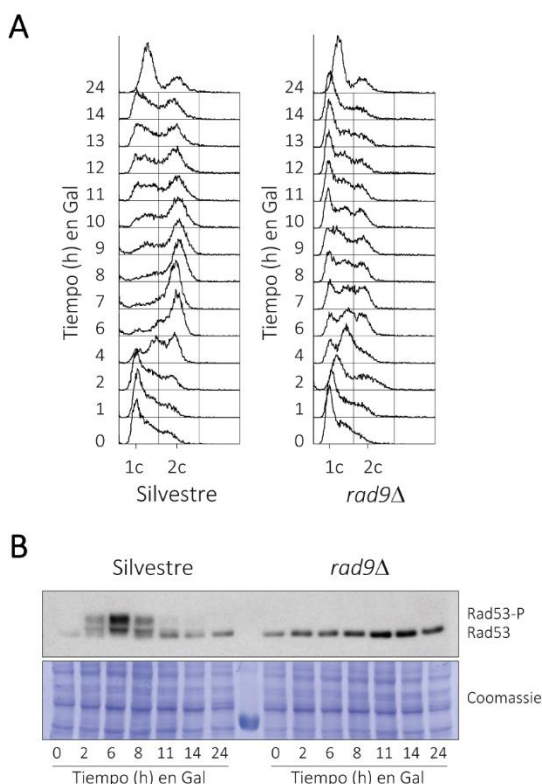 A
Tiempo (h) en Gal
24
14
13
12
11
10
9
8
7
6
4
2
1
0
1c 2c
Silvestre
Tiempo (h) en Gal
24
14
13
12
11
10
9
8
7
6
4
2
1
0
1c 2c
rad9Δ
B
Silvestre rad9Δ
Rad53-P
Rad53
Coomassie
0 2 6 8 11 14 24 0 2 6 8 11 14 24
Tiempo (h) en Gal Tiempo (h) en Gal